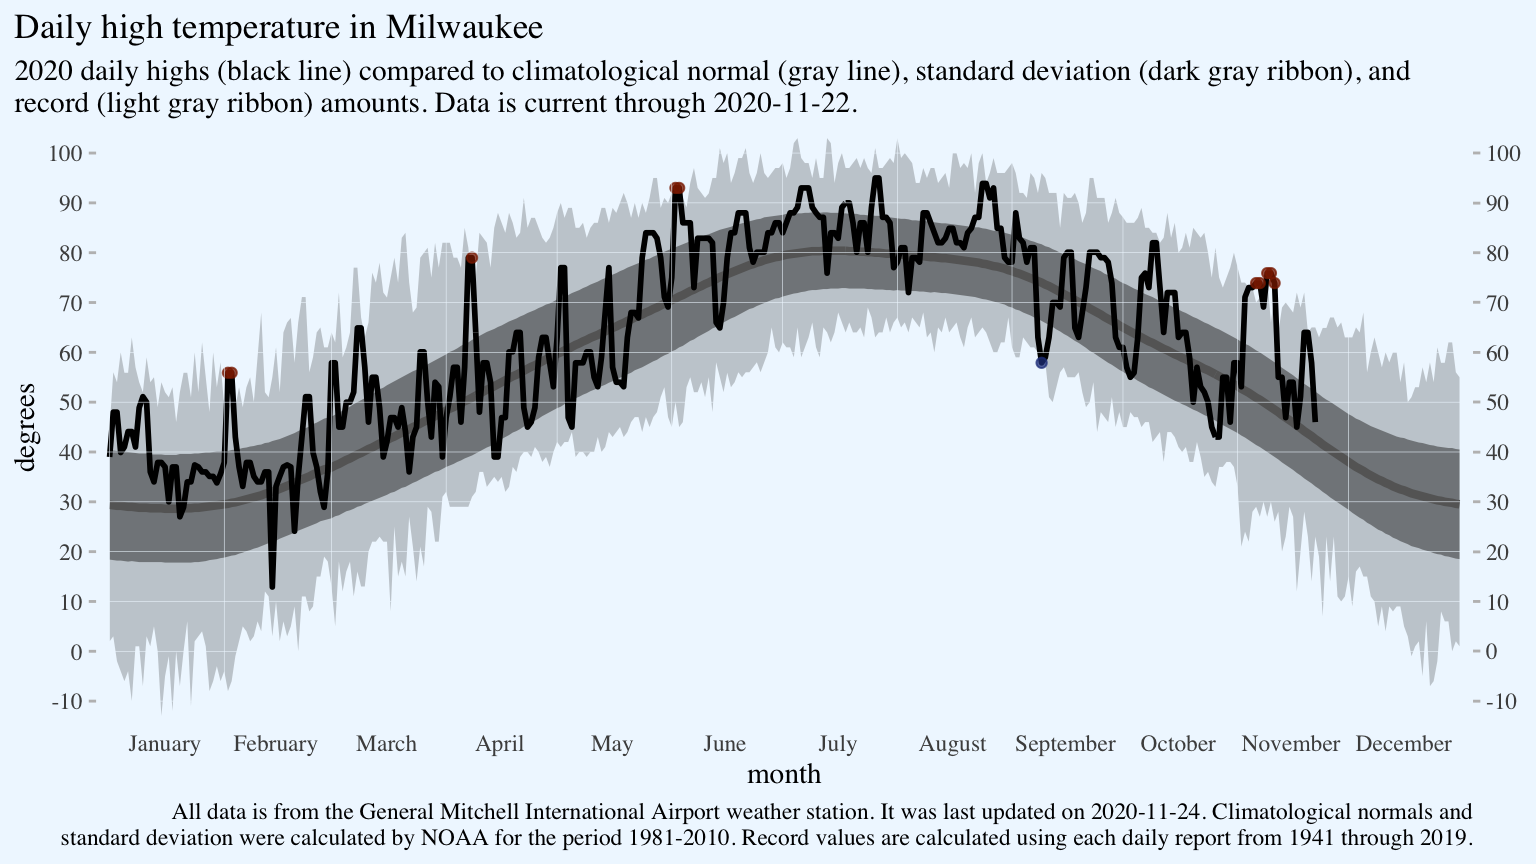 Daily high temperature in Milwaukee
2020 daily highs (black line) compared to climatological normal (gray line), standard deviation (dark gray ribbon), and
record (light gray ribbon) amounts. Data is current through 2020-11-22.
100 100
90 90
80 80
70 70
60 60
50 50
40 40
30 30
20 20
10 10
0 0
-10 -10
degrees
January February March April May June July August September October November December
month
All data is from the General Mitchell International Airport weather station. It was last updated on 2020-11-24. Climatological normals and
standard deviation were calculated by NOAA for the period 1981-2010. Record values are calculated using each daily report from 1941 through 2019.